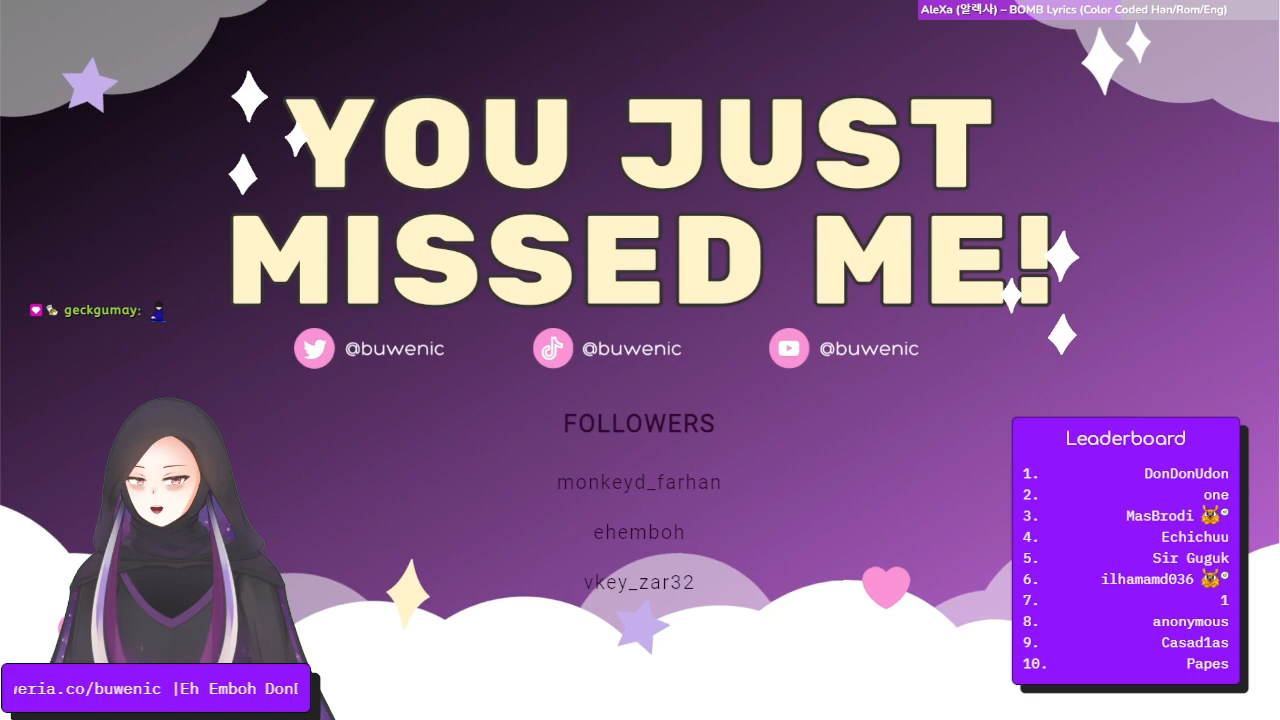 AleXa (알렉사) – BOMB Lyrics (Color Coded Han/Rom/Eng)
YOU JUST
MISSED ME!
geckgumay:
@buwenic
@buwenic
@buwenic
FOLLOWERS
monkeyd_farhan
ehemboh
vkey_zar32
Leaderboard
1. DonDonUdon
2. one
3. MasBrodi
4. Echichuu
5. Sir Guguk
6. ilhamamd036
7. 1
8. anonymous
9. Casad1as
10. Papes
weria.co/buwenic |Eh Emboh Don